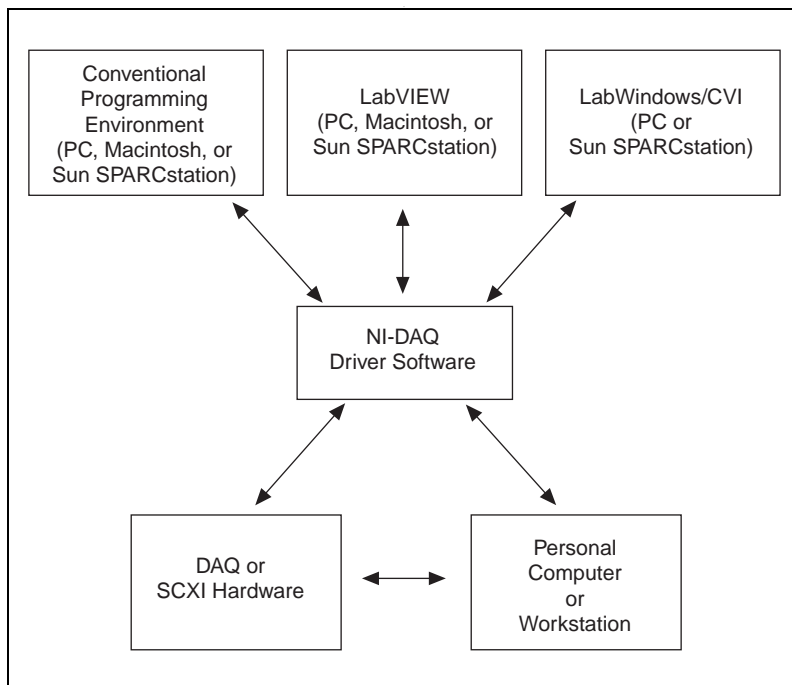 Conventional
Programming
Environment
(PC, Macintosh, or
Sun SPARCstation)
LabVIEW
(PC, Macintosh, or
Sun SPARCstation)
LabWindows/CVI
(PC or
Sun SPARCstation)
NI-DAQ
Driver Software
DAQ or
SCXI Hardware
Personal
Computer
or
Workstation